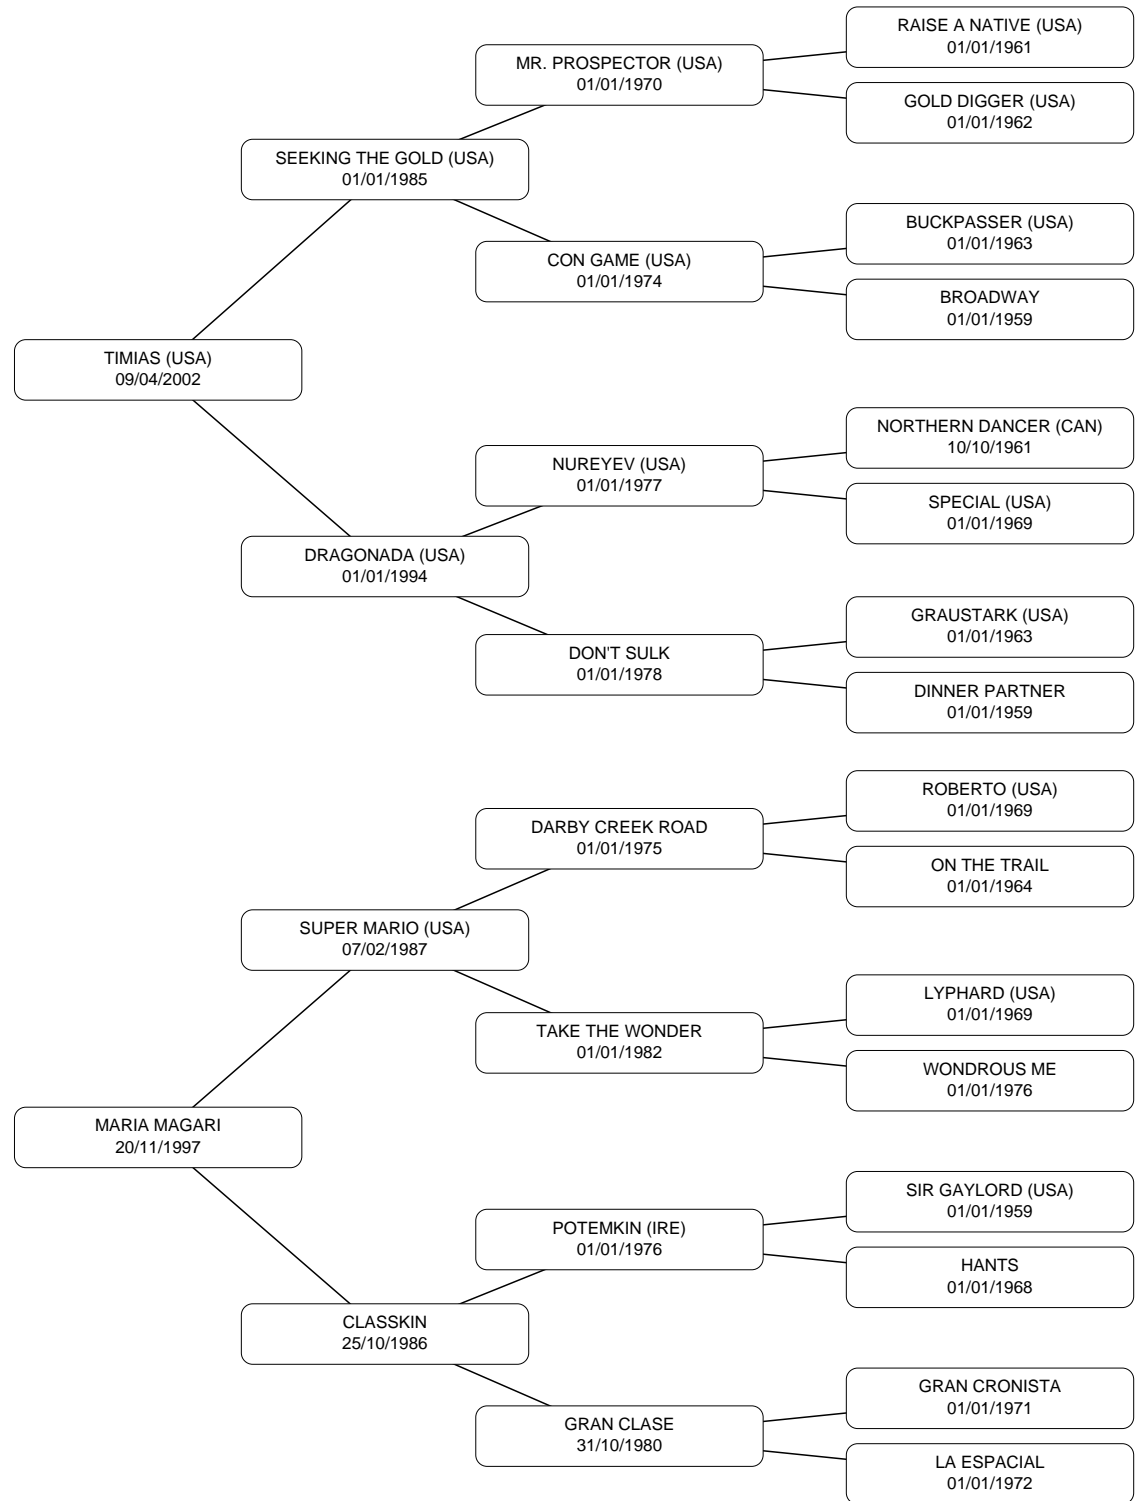 RAISE A NATIVE (USA)
01/01/1961
MR. PROSPECTOR (USA)
01/01/1970
GOLD DIGGER (USA)
01/01/1962
SEEKING THE GOLD (USA)
01/01/1985
BUCKPASSER (USA)
01/01/1963
CON GAME (USA)
01/01/1974
BROADWAY
01/01/1959
TIMIAS (USA)
09/04/2002
NORTHERN DANCER (CAN)
10/10/1961
NUREYEV (USA)
01/01/1977
SPECIAL (USA)
01/01/1969
DRAGONADA (USA)
01/01/1994
GRAUSTARK (USA)
01/01/1963
DON'T SULK
01/01/1978
DINNER PARTNER
01/01/1959
ROBERTO (USA)
01/01/1969
DARBY CREEK ROAD
01/01/1975
ON THE TRAIL
01/01/1964
SUPER MARIO (USA)
07/02/1987
LYPHARD (USA)
01/01/1969
TAKE THE WONDER
01/01/1982
WONDROUS ME
01/01/1976
MARIA MAGARI
20/11/1997
SIR GAYLORD (USA)
01/01/1959
POTEMKIN (IRE)
01/01/1976
HANTS
01/01/1968
CLASSKIN
25/10/1986
GRAN CRONISTA
01/01/1971
GRAN CLASE
31/10/1980
LA ESPACIAL
01/01/1972